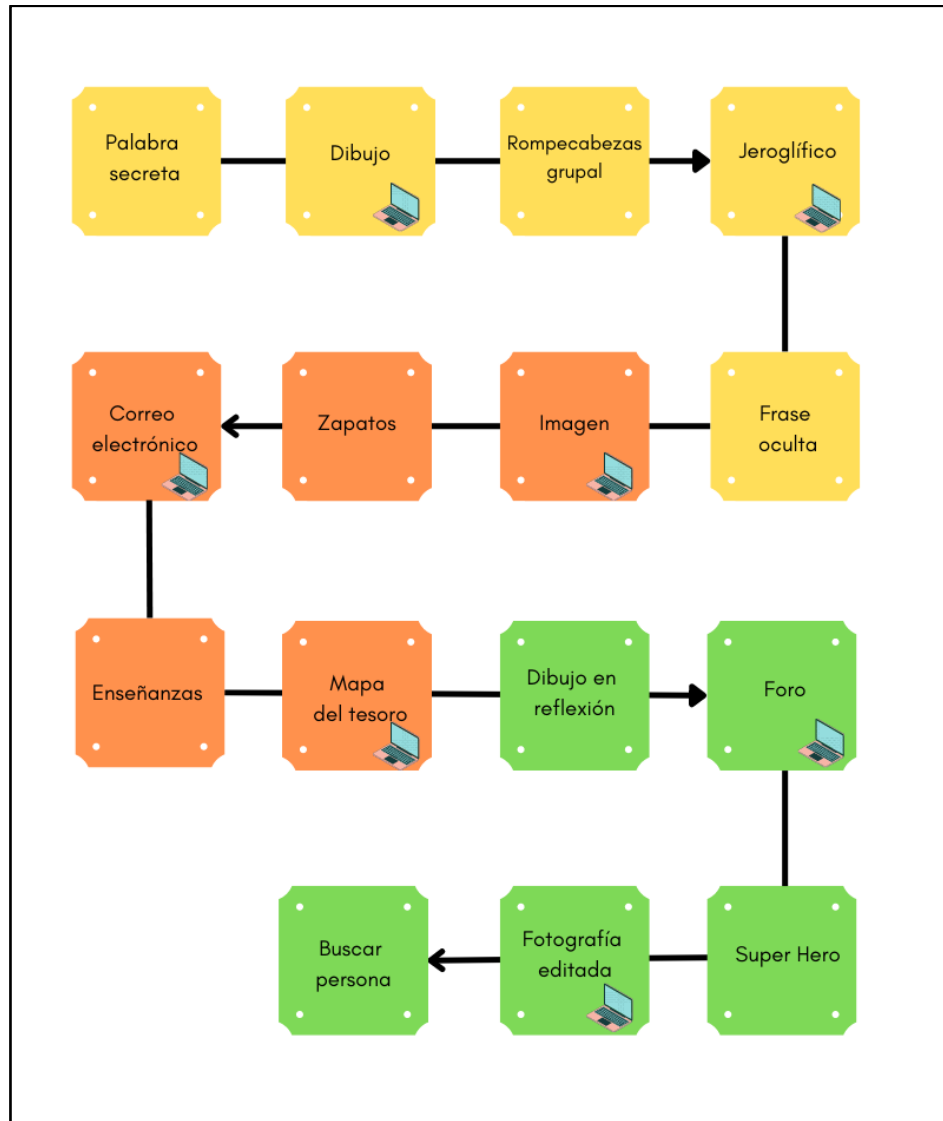 Palabra
secreta
Dibujo
Rompecabezas
grupal
Jeroglífico
Correo
electrónico
Zapatos
Imagen
Frase
oculta
Enseñanzas
Mapa
del tesoro
Dibujo en
reflexión
Foro
Buscar
persona
Fotografía
editada
Super Hero